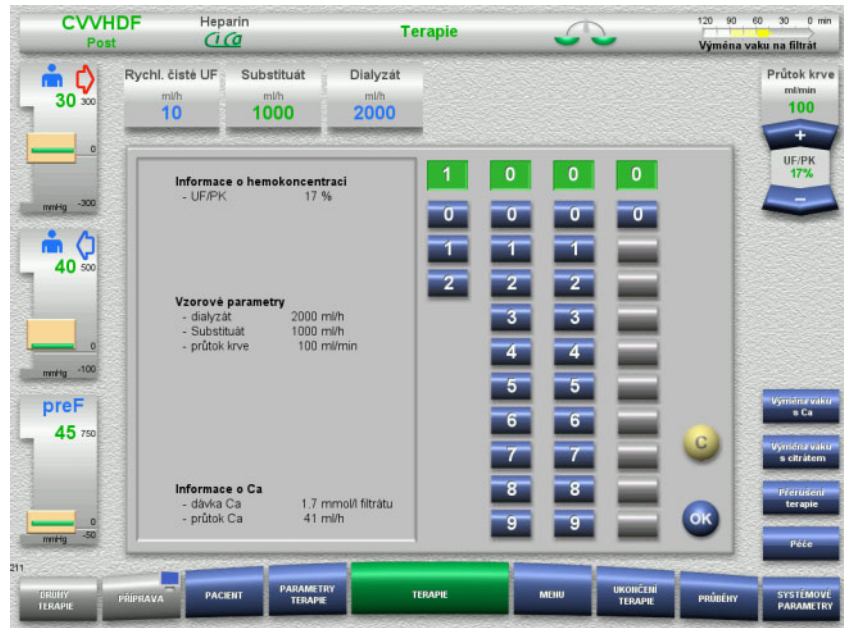 CVVHDF
Post
Heparin
CiCa
Terapie
120 90 60 30 0 min
Výměna vaku na filtrát
30
300
0
mmHg -300
Rychl. čisté UF
ml/h
10
Substituát
ml/h
1000
Dialyzát
ml/h
2000
Průtok krve
ml/min
100
+
UF/PK
17%
−
40
500
0
mmHg -100
preF
45
750
0
mmHg -50
Informace o hemokoncentraci
- UF/PK 17 %
Vzorové parametry
- dialyzát 2000 ml/h
- Substituát 1000 ml/h
- průtok krve 100 ml/min
Informace o Ca
- dávka Ca 1.7 mmol/l filtrátu
- průtok Ca 41 ml/h
1 0 0 0
0 0 0 0
1 1 1
2 2 2
3 3
4 4
5 5
6 6
7 7
8 8
9 9
C
OK
Výměna vaku
s Ca
Výměna vaku
s citrátem
Přerušení
terapie
Péče
211
DRUHY
TERAPIE
PŘÍPRAVA
PACIENT
PARAMETRY
TERAPIE
TERAPIE
MENU
UKONČENÍ
TERAPIE
PRŮBĚHY
SYSTÉMOVÉ
PARAMETRY